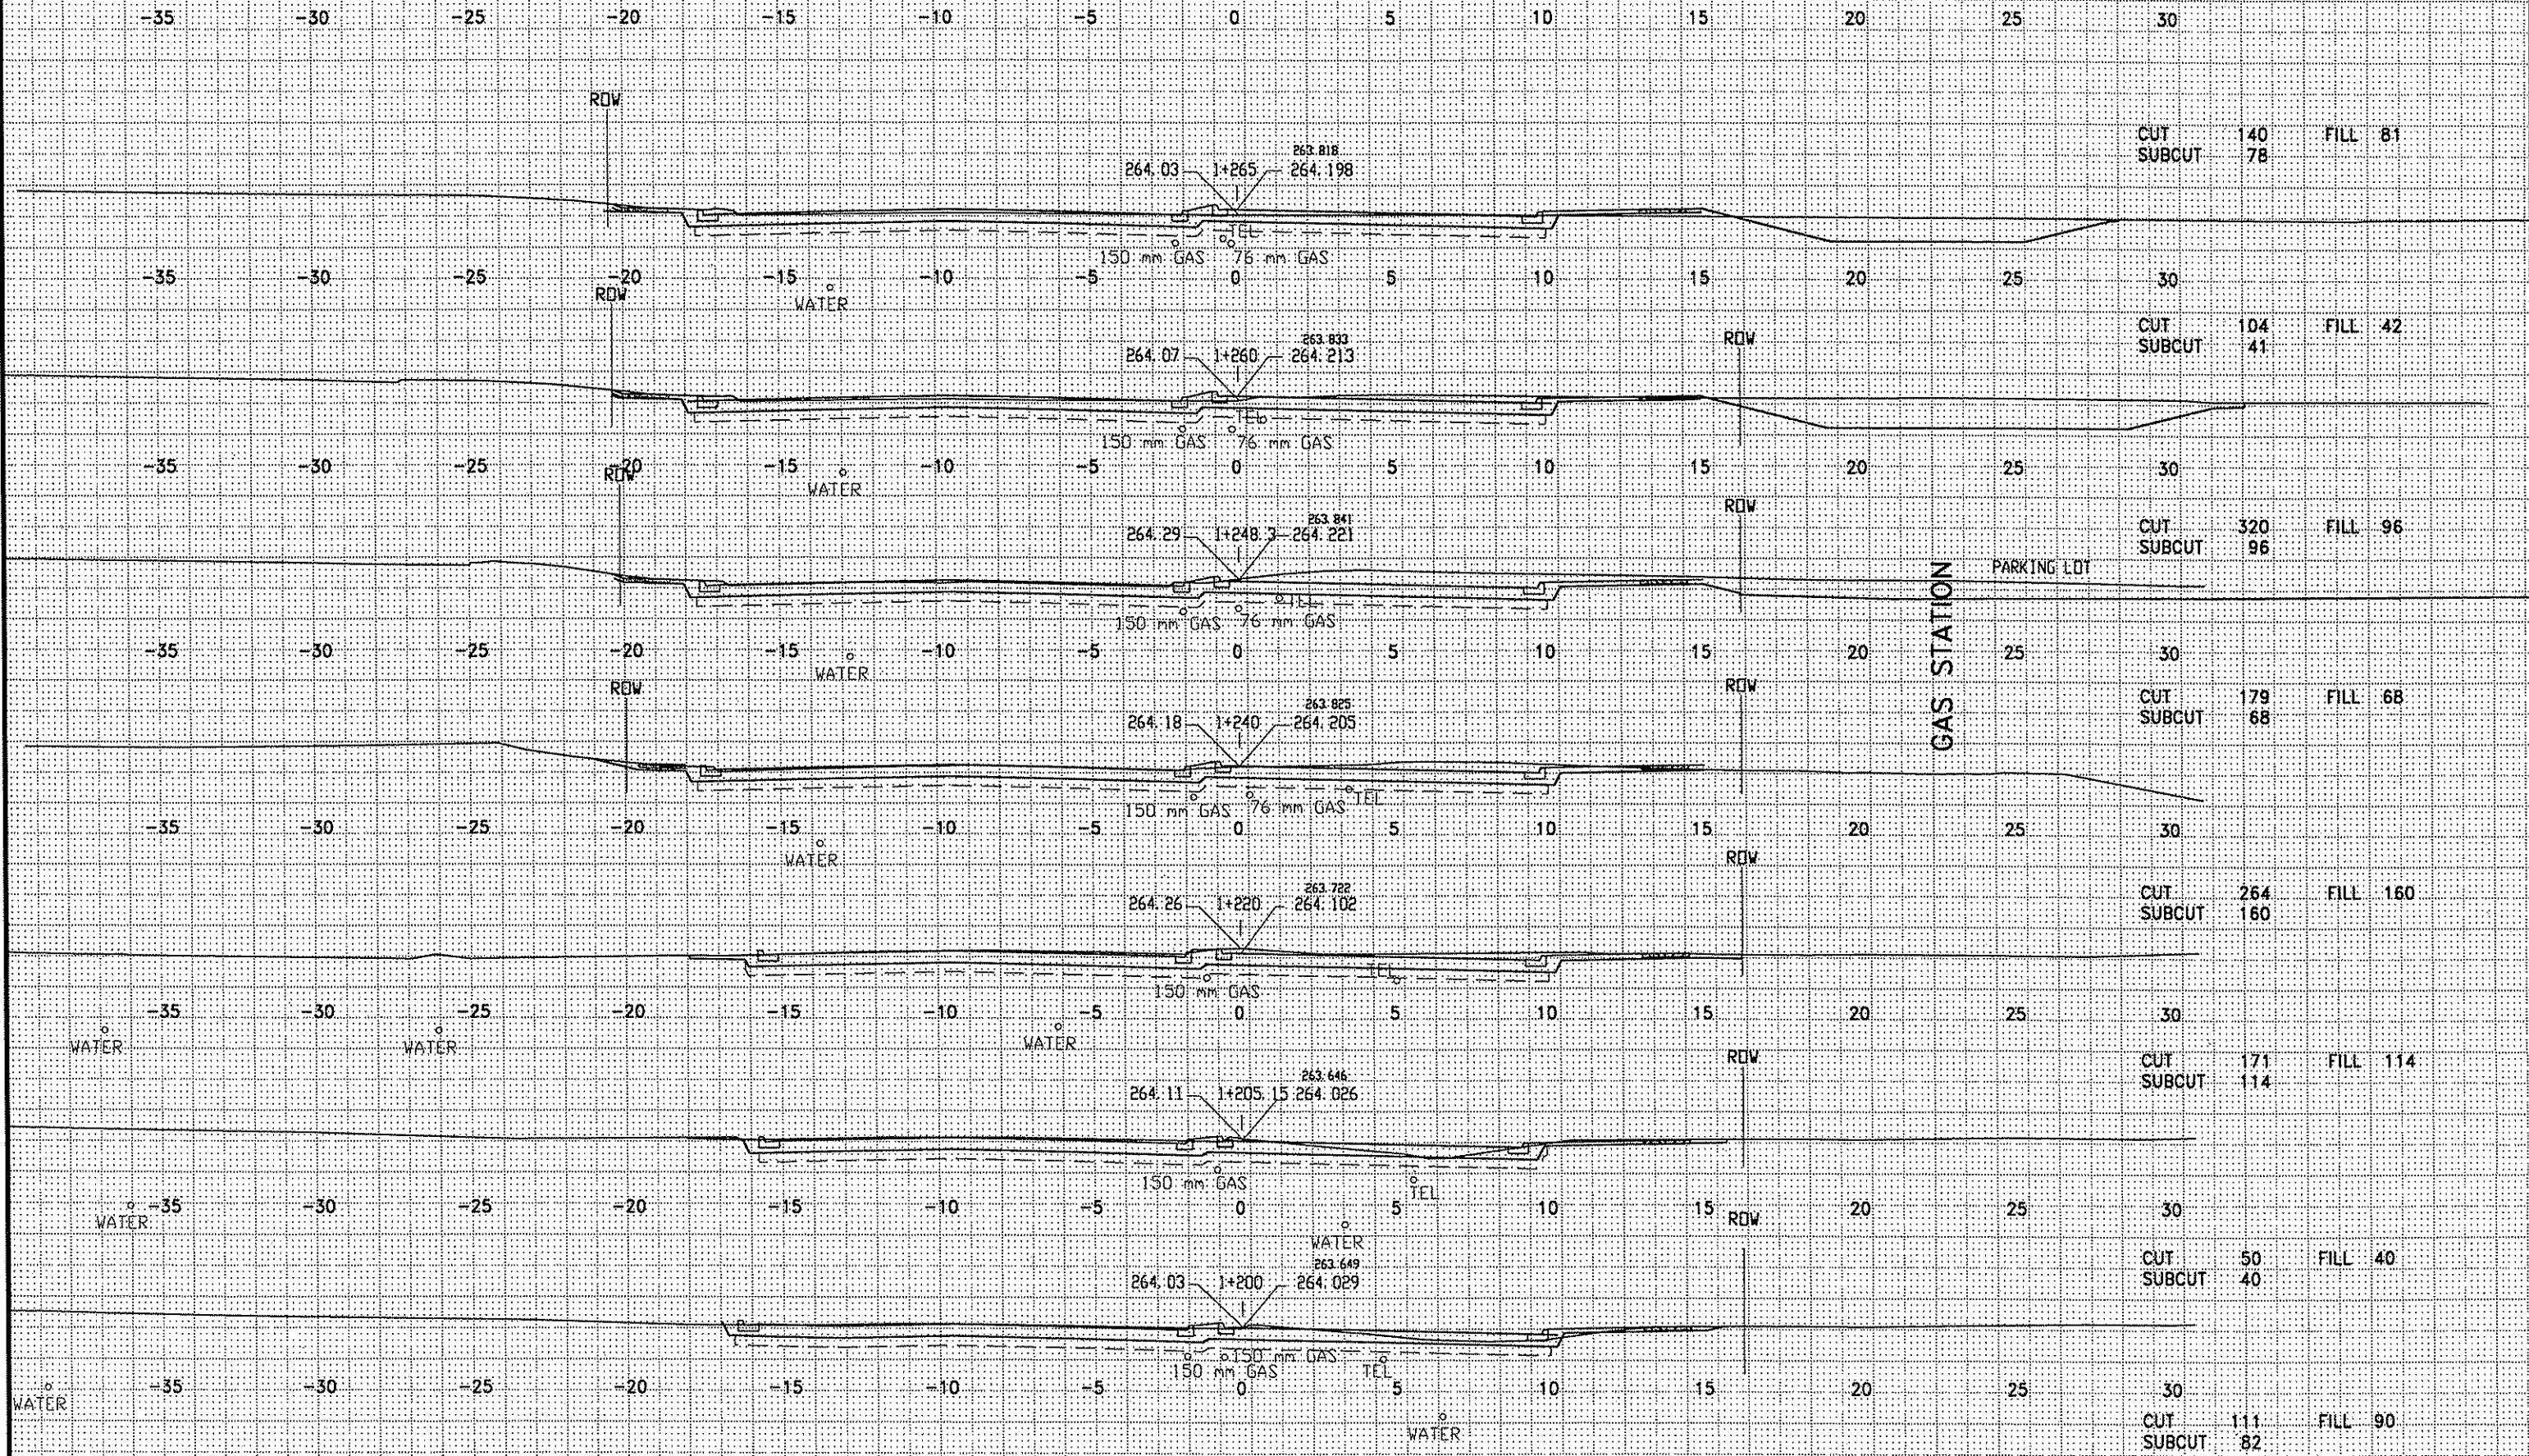 -35 -30 -25 -20 -15 -10 -5 0 5 10 15 20 25 30
ROW
CUT 140 FILL 81
SUBCUT 78
263.818
264.03 1+265 264.198
TEL
150 mm GAS 76 mm GAS
-35 -30 -25 -20 -15 -10 -5 0 5 10 15 20 25 30
ROW
WATER
CUT 104 FILL 42
SUBCUT 41
ROW
263.833
264.07 1+260 264.213
TEL
150 mm GAS 76 mm GAS
-35 -30 -25 -20 -15 -10 -5 0 5 10 15 20 25 30
ROW
WATER
ROW
CUT 320 FILL 96
SUBCUT 96
263.841
264.29 1+248.3 264.221
PARKING LOT
GAS STATION
TEL
150 mm GAS 76 mm GAS
-35 -30 -25 -20 -15 -10 -5 0 5 10 15 20 25 30
WATER
ROW
ROW
CUT 179 FILL 68
SUBCUT 68
263.825
264.18 1+240 264.205
TEL
150 mm GAS 76 mm GAS
-35 -30 -25 -20 -15 -10 -5 0 5 10 15 20 25 30
WATER
ROW
CUT 264 FILL 160
SUBCUT 160
263.722
264.26 1+220 264.102
TEL
150 mm GAS
-35 -30 -25 -20 -15 -10 -5 0 5 10 15 20 25 30
WATER WATER WATER
ROW
CUT 171 FILL 114
SUBCUT 114
263.646
264.11 1+205.15 264.026
150 mm GAS
TEL
-35 -30 -25 -20 -15 -10 -5 0 5 10 15 20 25 30
WATER
ROW
WATER
CUT 50 FILL 40
SUBCUT 40
263.649
264.03 1+200 264.029
150 mm GAS
150 mm GAS TEL
-35 -30 -25 -20 -15 -10 -5 0 5 10 15 20 25 30
WATER
WATER
CUT 111 FILL 90
SUBCUT 82